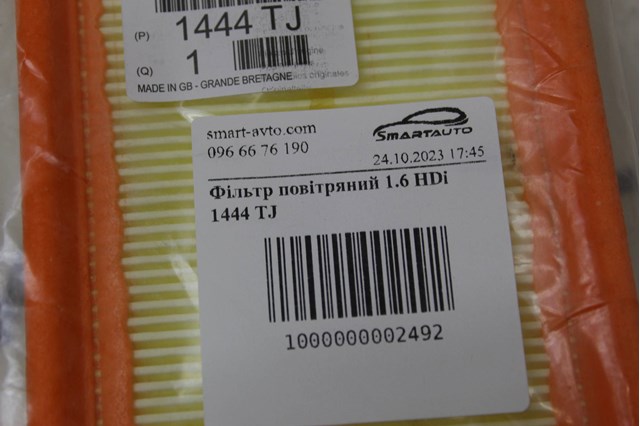 (P) 1444 TJ
(Q) 1
originales
MADE IN GB - GRANDE BRETAGNE
smart-avto.com
096 66 76 190
SMARTAUTO
24.10.2023 17:45
Фільтр повітряний 1.6 HDi
1444 TJ
1000000002492